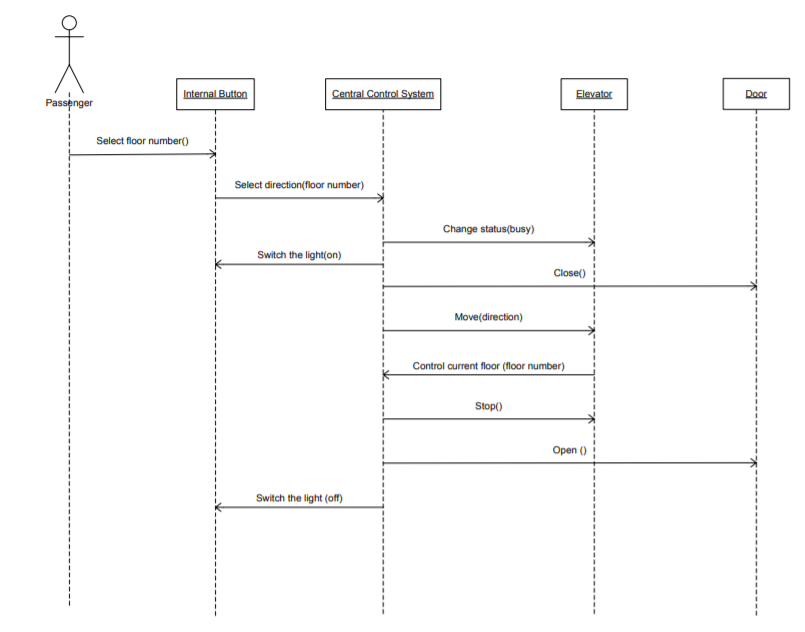 Passenger
Internal Button
Central Control System
Elevator
Door
Select floor number()
Select direction(floor number)
Change status(busy)
Switch the light(on)
Close()
Move(direction)
Control current floor (floor number)
Stop()
Open ()
Switch the light (off)